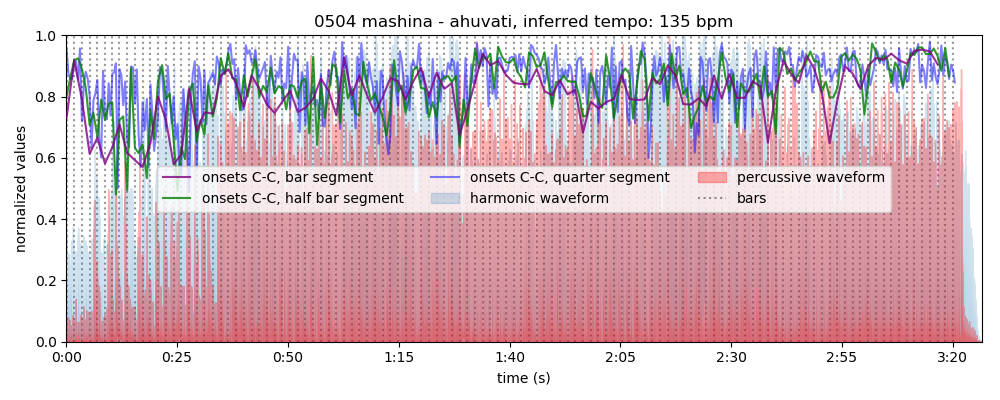 0504 mashina - ahuvati, inferred tempo: 135 bpm
1.0
0.8
0.6
0.4
0.2
0.0
normalized values
onsets C-C, bar segment
onsets C-C, half bar segment
onsets C-C, quarter segment
harmonic waveform
percussive waveform
bars
0:00 0:25 0:50 1:15 1:40 2:05 2:30 2:55 3:20
time (s)